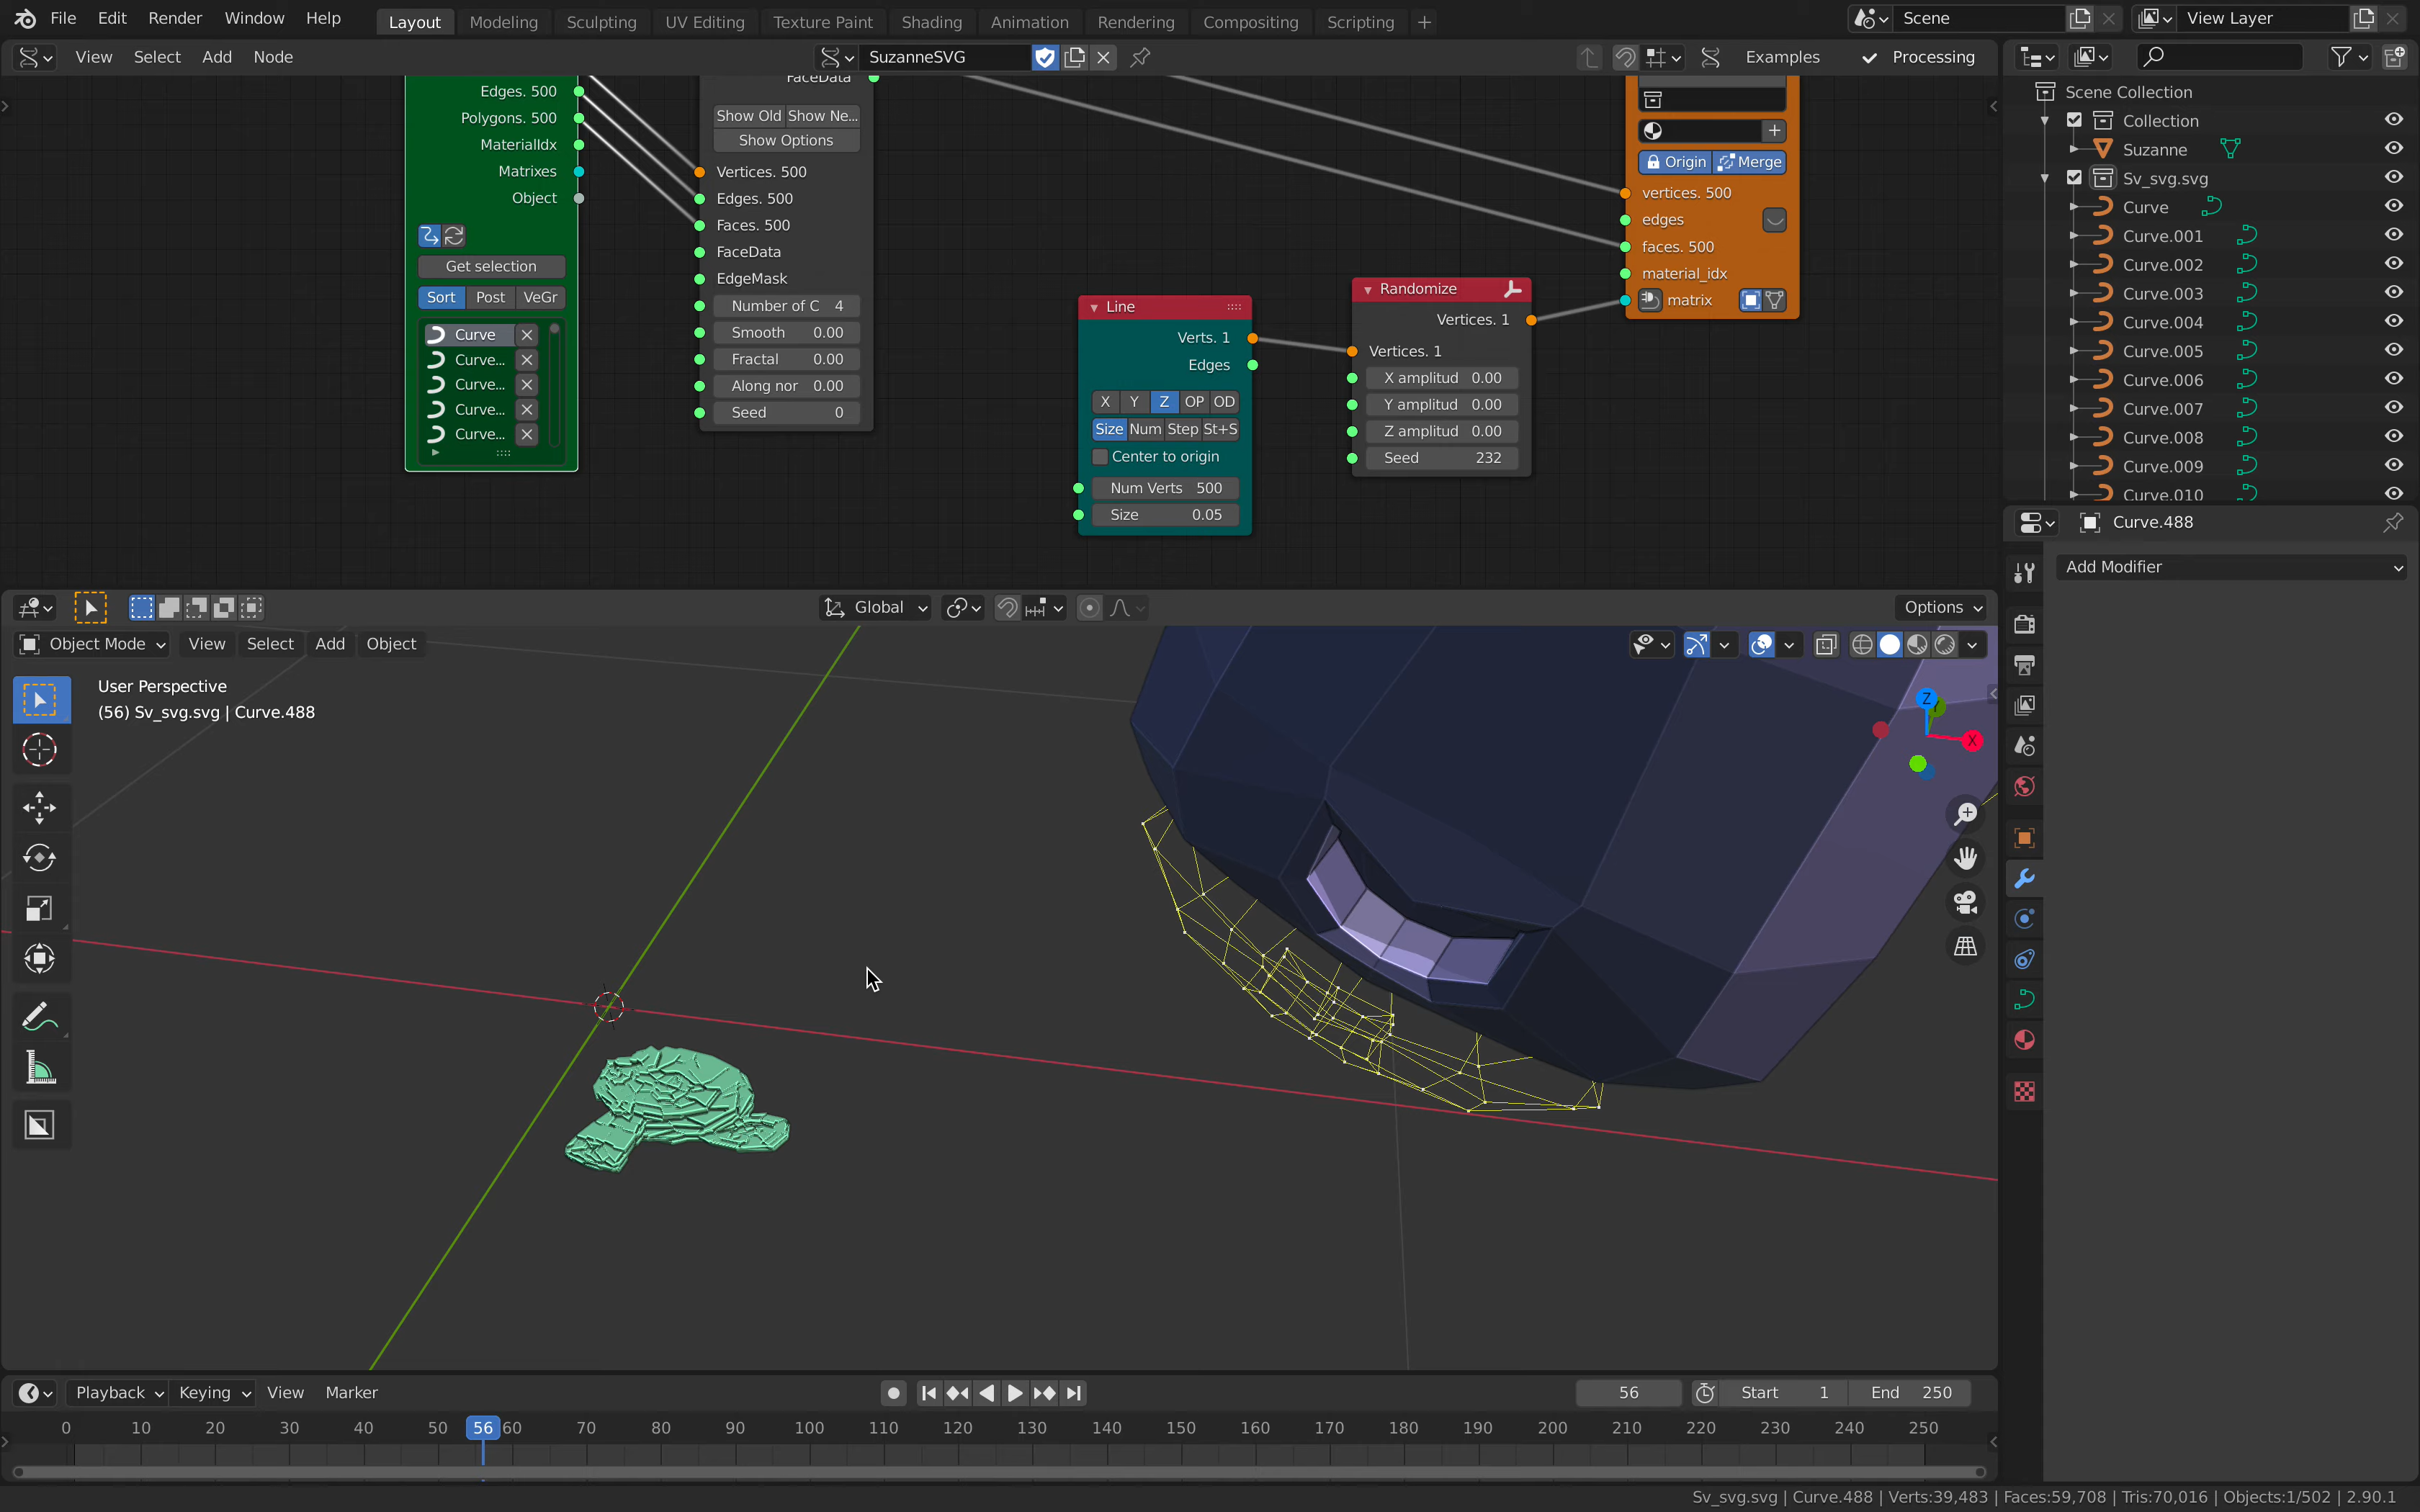 File Edit Render Window Help Layout Modeling Sculpting UV Editing Texture Paint Shading Animation Rendering Compositing Scripting + Scene View Layer
View Select Add Node SuzanneSVG Examples Processing
Edges. 500
Polygons. 500
MaterialIdx
Matrixes
Object
Get selection
Sort Post VeGr
Curve
Curve...
Curve...
Curve...
Curve...
FaceData
Show Old Show Ne...
Show Options
Vertices. 500
Edges. 500
Faces. 500
FaceData
EdgeMask
Number of C 4
Smooth 0.00
Fractal 0.00
Along nor 0.00
Seed 0
Line
Verts. 1
Edges
X Y Z OP OD
Size Num Step St+S
Center to origin
Num Verts 500
Size 0.05
Randomize
Vertices. 1
Vertices. 1
X amplitud 0.00
Y amplitud 0.00
Z amplitud 0.00
Seed 232
Origin Merge
vertices. 500
edges
faces. 500
material_idx
matrix
Scene Collection
Collection
Suzanne
Sv_svg.svg
Curve
Curve.001
Curve.002
Curve.003
Curve.004
Curve.005
Curve.006
Curve.007
Curve.008
Curve.009
Curve.010
Curve.488
Add Modifier
Global Options
Object Mode View Select Add Object
User Perspective
(56) Sv_svg.svg | Curve.488
Z
Y
X
Playback Keying View Marker 56 Start 1 End 250
0 10 20 30 40 50 56 60 70 80 90 100 110 120 130 140 150 160 170 180 190 200 210 220 230 240 250
Sv_svg.svg | Curve.488 | Verts:39,483 | Faces:59,708 | Tris:70,016 | Objects:1/502 | 2.90.1